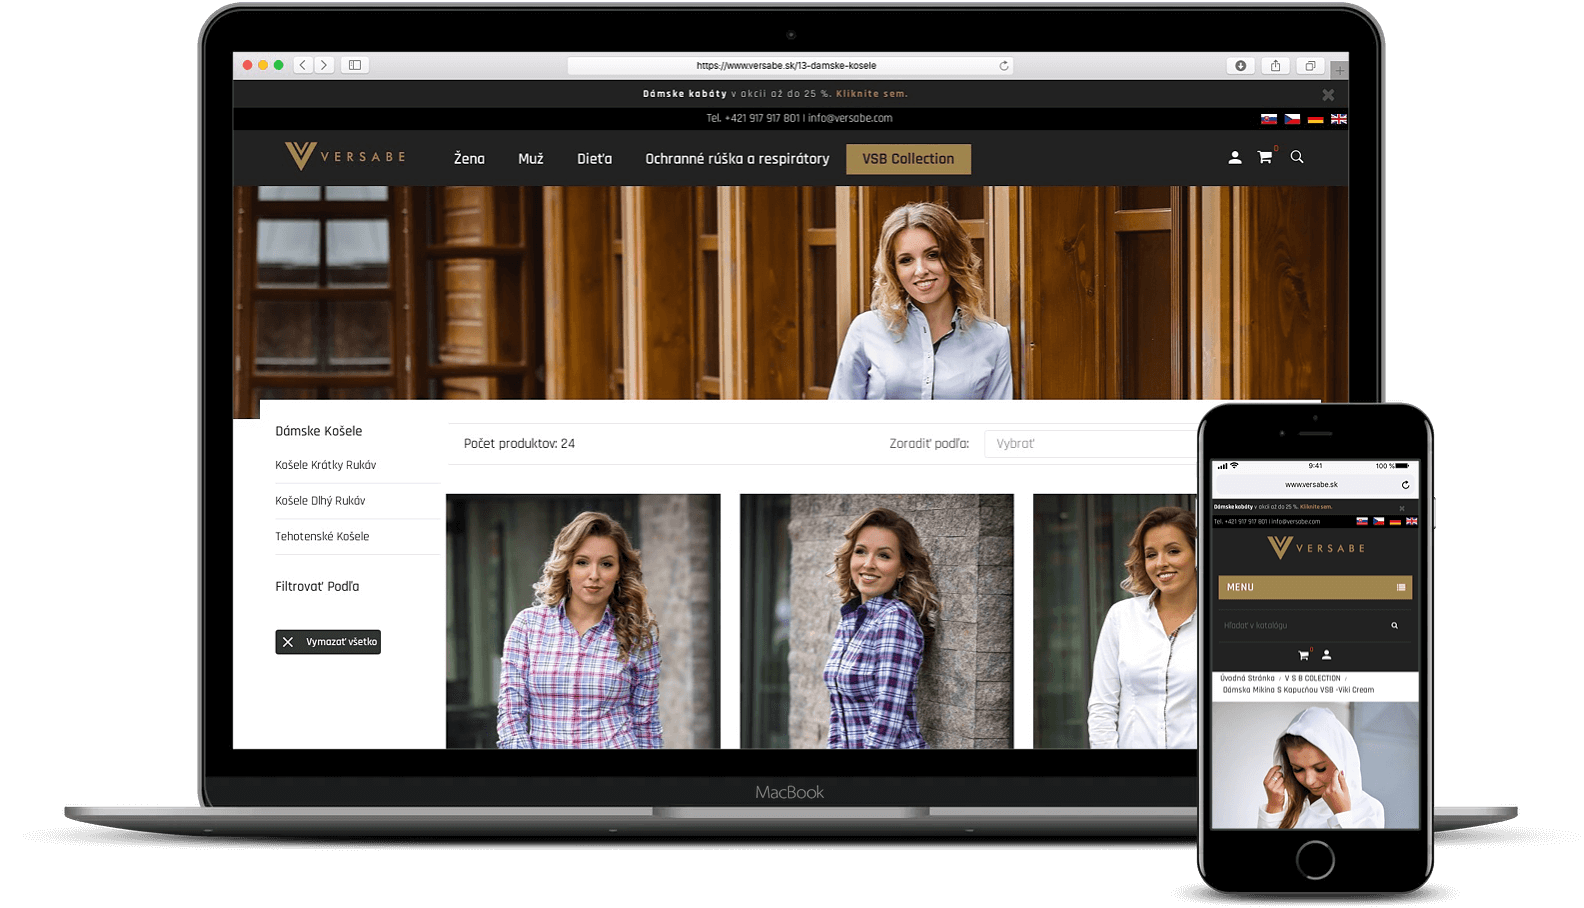 https://www.versabe.sk/13-damske-kosele
Dámske kabáty v akcii až do 25 %. Kliknite sem.
Tel. +421 917 917 801 | info@versabe.com
VERSABE
Žena
Muž
Dieťa
Ochranné rúška a respirátory
VSB Collection
0
Dámske Košele
Košele Krátky Rukáv
Košele Dlhý Rukáv
Tehotenské Košele
Filtrovať Podľa
Vymazať všetko
Počet produktov: 24
Zoradiť podľa:
Vybrať
MacBook
9:41
100 %
www.versabe.sk
Dámske kabáty v akcii až do 25 %. Kliknite sem.
Tel. +421 917 917 801 | info@versabe.com
VERSABE
MENU
Hľadať v katalógu
0
Úvodná Stránka / V S B COLECTION /
Dámska Mikina S Kapucňou VSB -Viki Cream